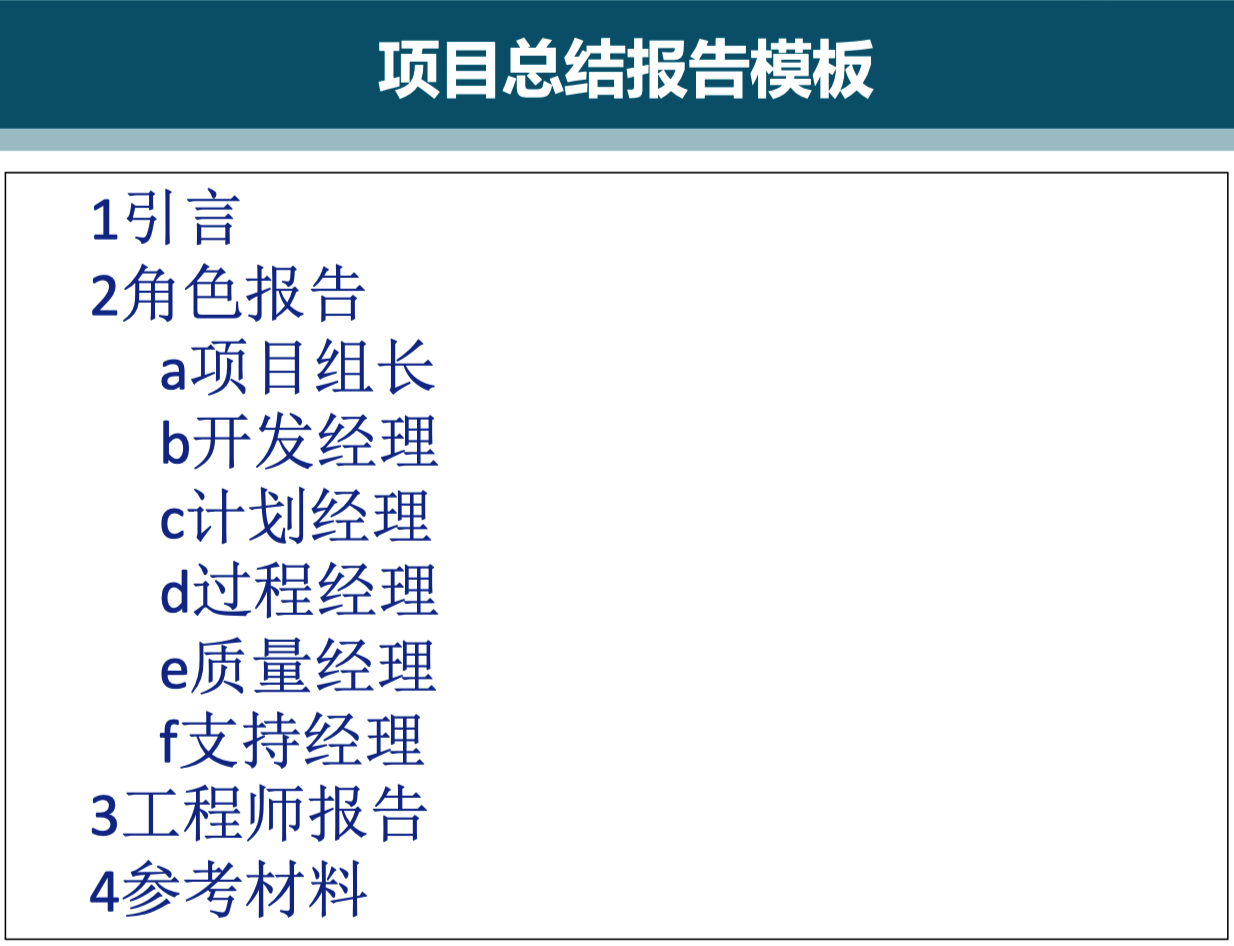 项目总结报告模板
1引言
2角色报告
a项目组长
b开发经理
c计划经理
d过程经理
e质量经理
f支持经理
3工程师报告
4参考材料